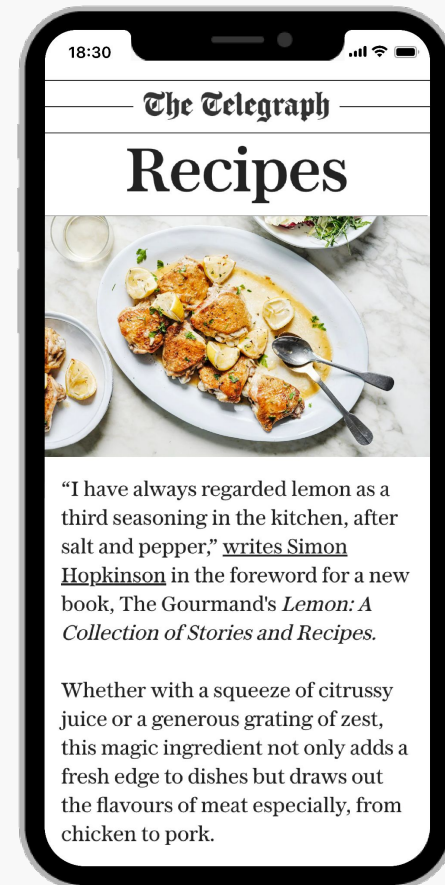 18:30
The Telegraph
Recipes
“I have always regarded lemon as a
third seasoning in the kitchen, after
salt and pepper,” writes Simon
Hopkinson in the foreword for a new
book, The Gourmand's Lemon: A
Collection of Stories and Recipes.
Whether with a squeeze of citrussy
juice or a generous grating of zest,
this magic ingredient not only adds a
fresh edge to dishes but draws out
the flavours of meat especially, from
chicken to pork.